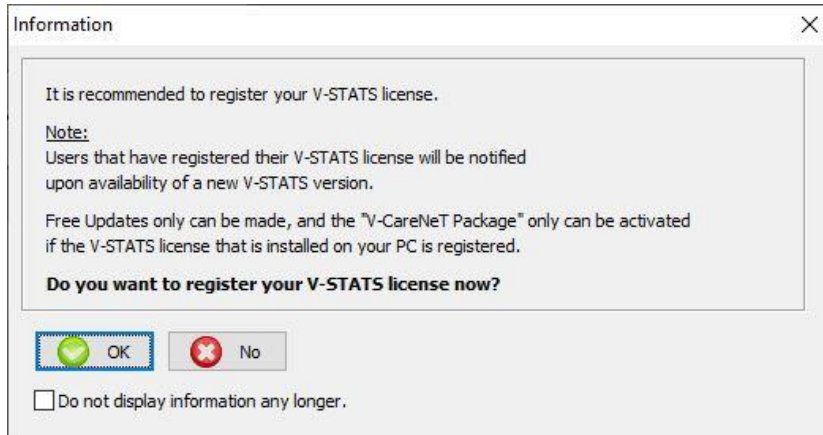 Information
It is recommended to register your V-STATS license.
Note:
Users that have registered their V-STATS license will be notified
upon availability of a new V-STATS version.
Free Updates only can be made, and the "V-CareNeT Package" only can be activated
if the V-STATS license that is installed on your PC is registered.
Do you want to register your V-STATS license now?
OK No
Do not display information any longer.